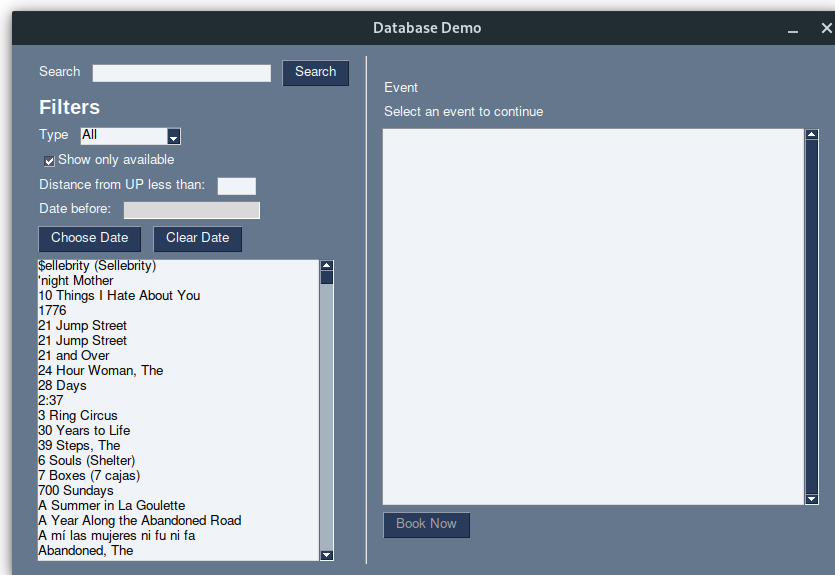 Database Demo
Search
Search
Filters
Type All
Show only available
Distance from UP less than:
Date before:
Choose Date
Clear Date
$ellebrity (Sellebrity)
'night Mother
10 Things I Hate About You
1776
21 Jump Street
21 Jump Street
21 and Over
24 Hour Woman, The
28 Days
2:37
3 Ring Circus
30 Years to Life
39 Steps, The
6 Souls (Shelter)
7 Boxes (7 cajas)
700 Sundays
A Summer in La Goulette
A Year Along the Abandoned Road
A mí las mujeres ni fu ni fa
Abandoned, The
Event
Select an event to continue
Book Now